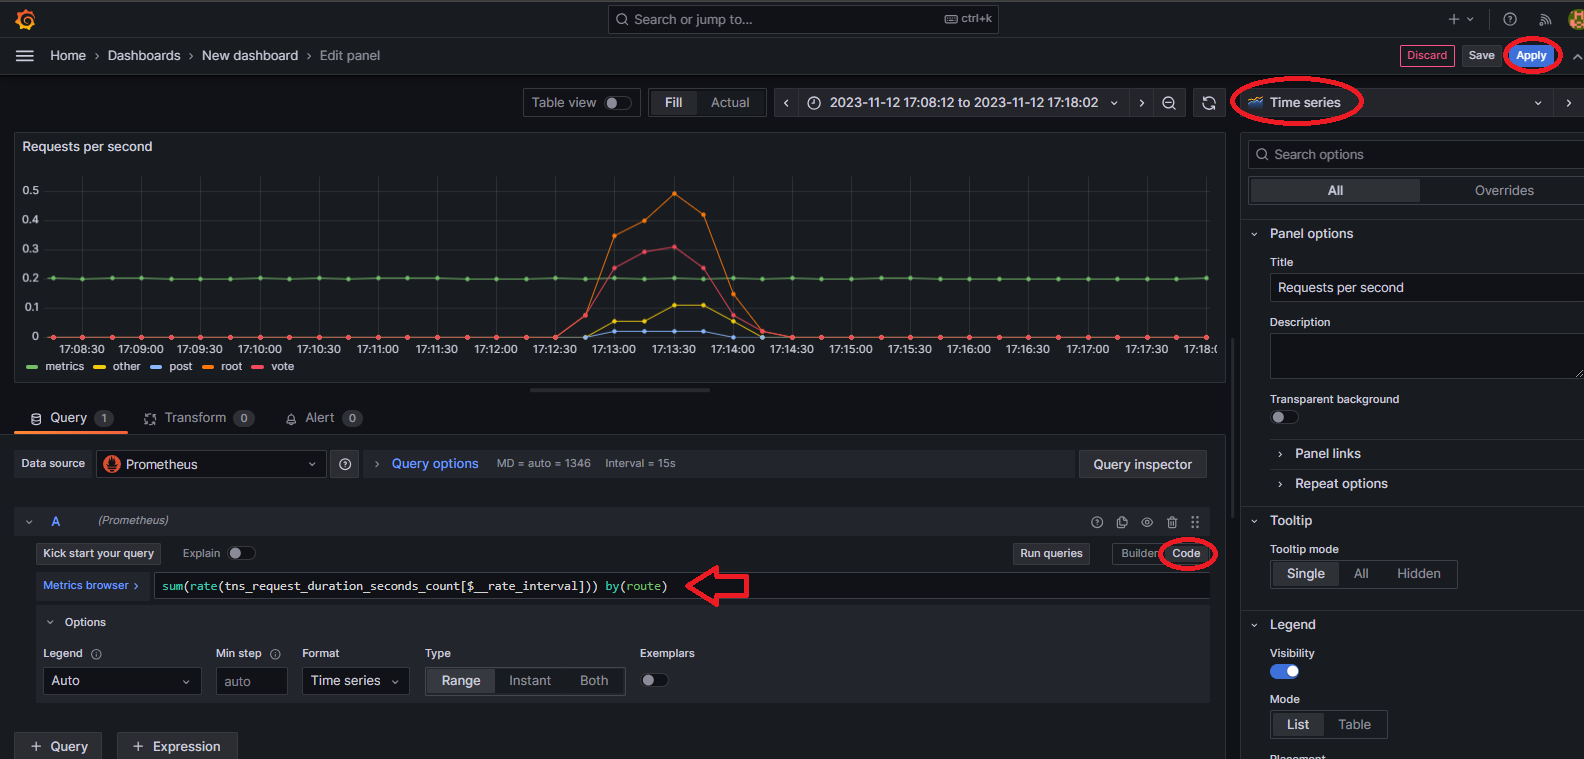 Search or jump to... ctrl+k
Home › Dashboards › New dashboard › Edit panel
Discard Save Apply
Table view Fill Actual 2023-11-12 17:08:12 to 2023-11-12 17:18:02
Time series
Requests per second
0.5
0.4
0.3
0.2
0.1
0
17:08:30 17:09:00 17:09:30 17:10:00 17:10:30 17:11:00 17:11:30 17:12:00 17:12:30 17:13:00 17:13:30 17:14:00 17:14:30 17:15:00 17:15:30 17:16:00 17:16:30 17:17:00 17:17:30 17:18:0
metrics other post root vote
Query 1 Transform 0 Alert 0
Data source Prometheus › Query options MD = auto = 1346 Interval = 15s Query inspector
A (Prometheus)
Kick start your query Explain Run queries Builder Code
Metrics browser › sum(rate(tns_request_duration_seconds_count[$__rate_interval])) by(route)
Options
Legend Min step Format Type Exemplars
Auto auto Time series Range Instant Both
+ Query + Expression
Search options
All Overrides
Panel options
Title
Requests per second
Description
Transparent background
Panel links
Repeat options
Tooltip
Tooltip mode
Single All Hidden
Legend
Visibility
Mode
List Table
Placement